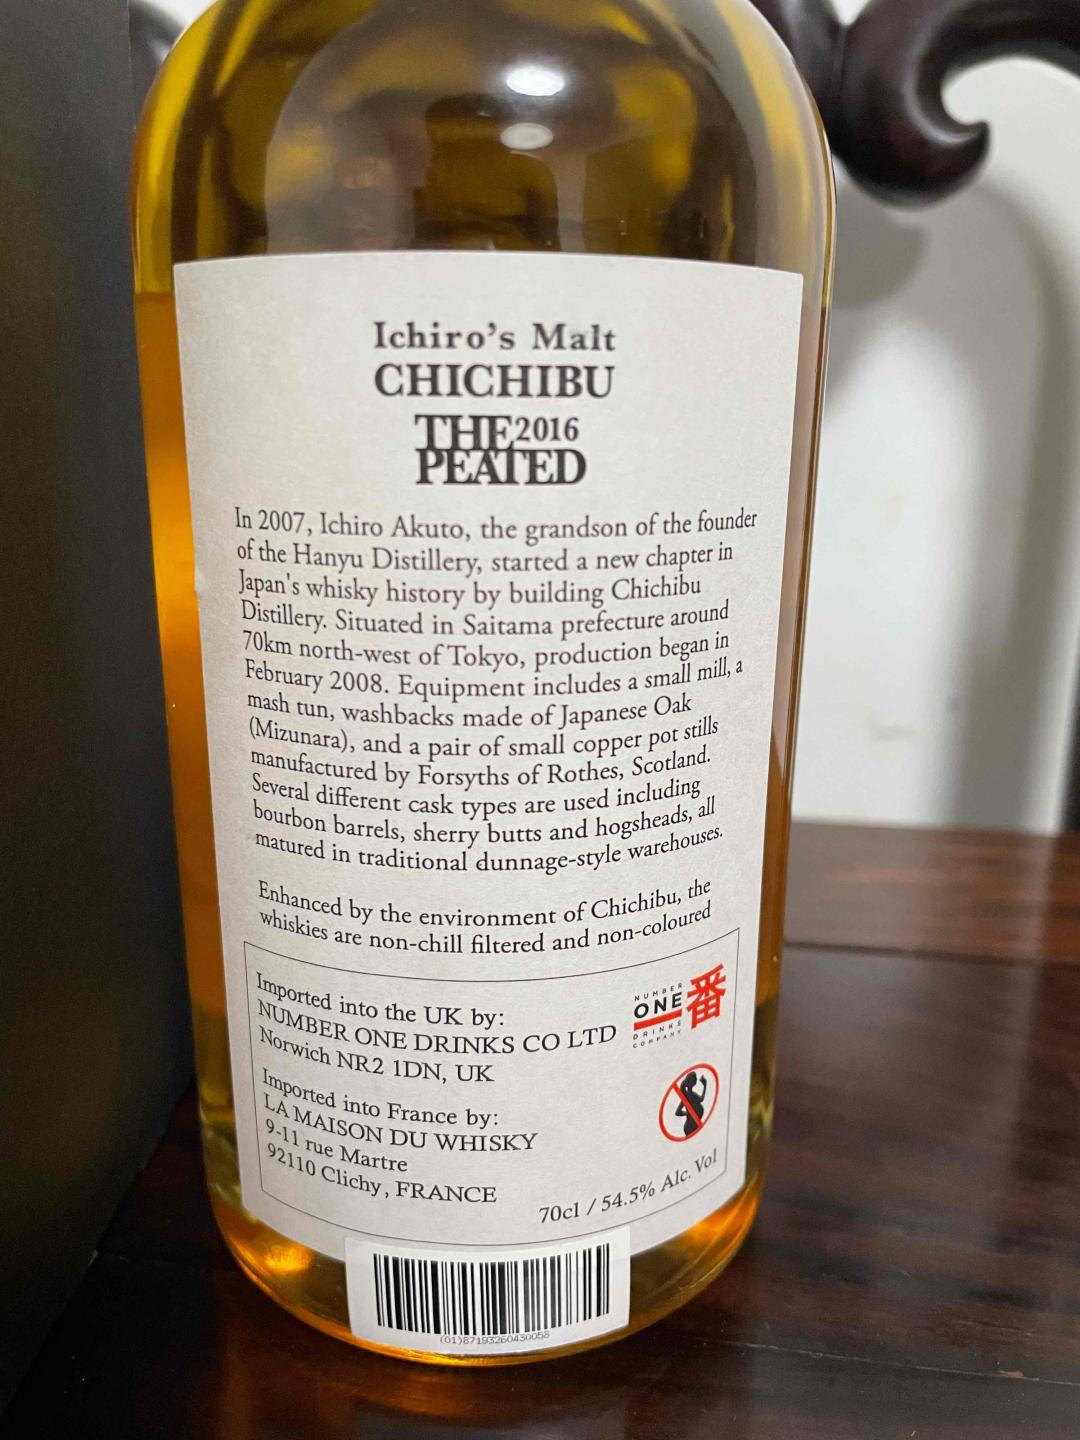 Ichiro's Malt
CHICHIBU
THE 2016
PEATED
In 2007, Ichiro Akuto, the grandson of the founder
of the Hanyu Distillery, started a new chapter in
Japan's whisky history by building Chichibu
Distillery. Situated in Saitama prefecture around
70km north-west of Tokyo, production began in
February 2008. Equipment includes a small mill, a
mash tun, washbacks made of Japanese Oak
(Mizunara), and a pair of small copper pot stills
manufactured by Forsyths of Rothes, Scotland.
Several different cask types are used including
bourbon barrels, sherry butts and hogsheads, all
matured in traditional dunnage-style warehouses.
Enhanced by the environment of Chichibu, the
whiskies are non-chill filtered and non-coloured
Imported into the UK by:
NUMBER ONE DRINKS CO LTD
Norwich NR2 1DN, UK
NUMBER
ONE 番
DRINKS
COMPANY
Imported into France by:
LA MAISON DU WHISKY
9-11 rue Martre
92110 Clichy, FRANCE
70cl / 54.5% Alc. Vol
(01)87193260430058